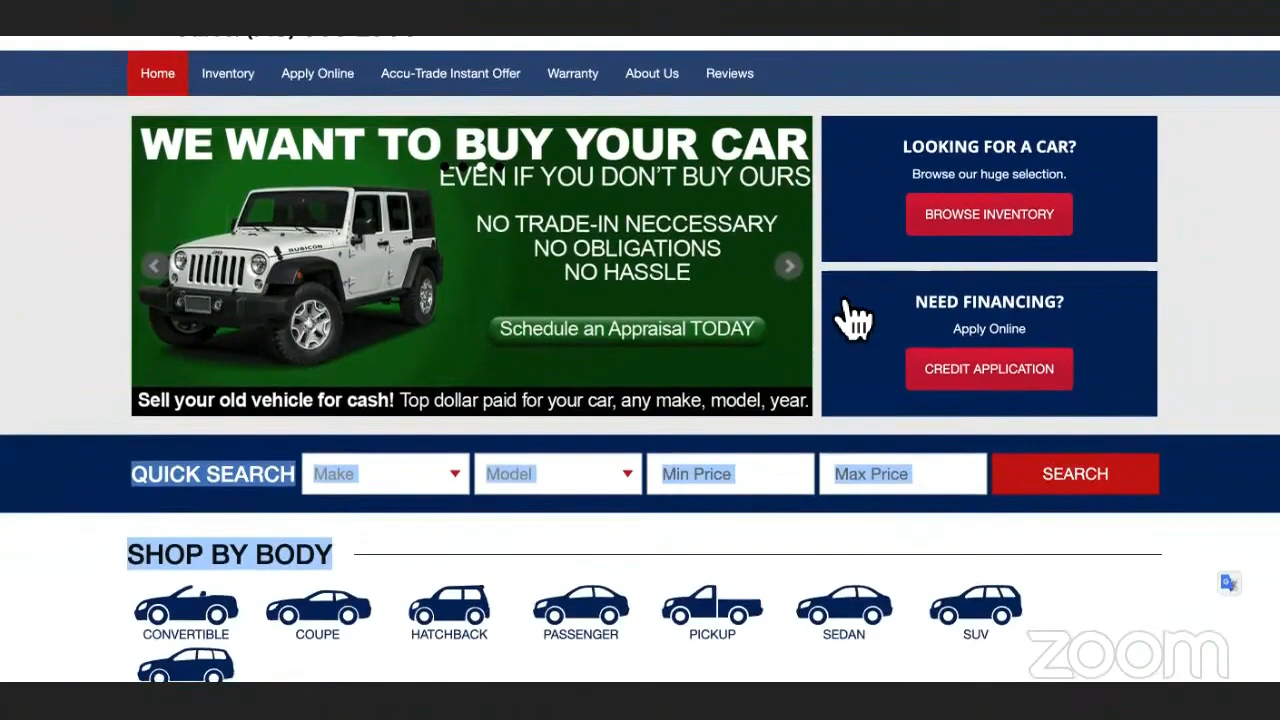 Home Inventory Apply Online Accu-Trade Instant Offer Warranty About Us Reviews
WE WANT TO BUY YOUR CAR
EVEN IF YOU DON'T BUY OURS
NO TRADE-IN NECCESSARY
NO OBLIGATIONS
NO HASSLE
RUBICON
Schedule an Appraisal TODAY
Sell your old vehicle for cash! Top dollar paid for your car, any make, model, year.
LOOKING FOR A CAR?
Browse our huge selection.
BROWSE INVENTORY
NEED FINANCING?
Apply Online
CREDIT APPLICATION
QUICK SEARCH Make Model Min Price Max Price SEARCH
SHOP BY BODY
CONVERTIBLE COUPE HATCHBACK PASSENGER PICKUP SEDAN SUV
zoom